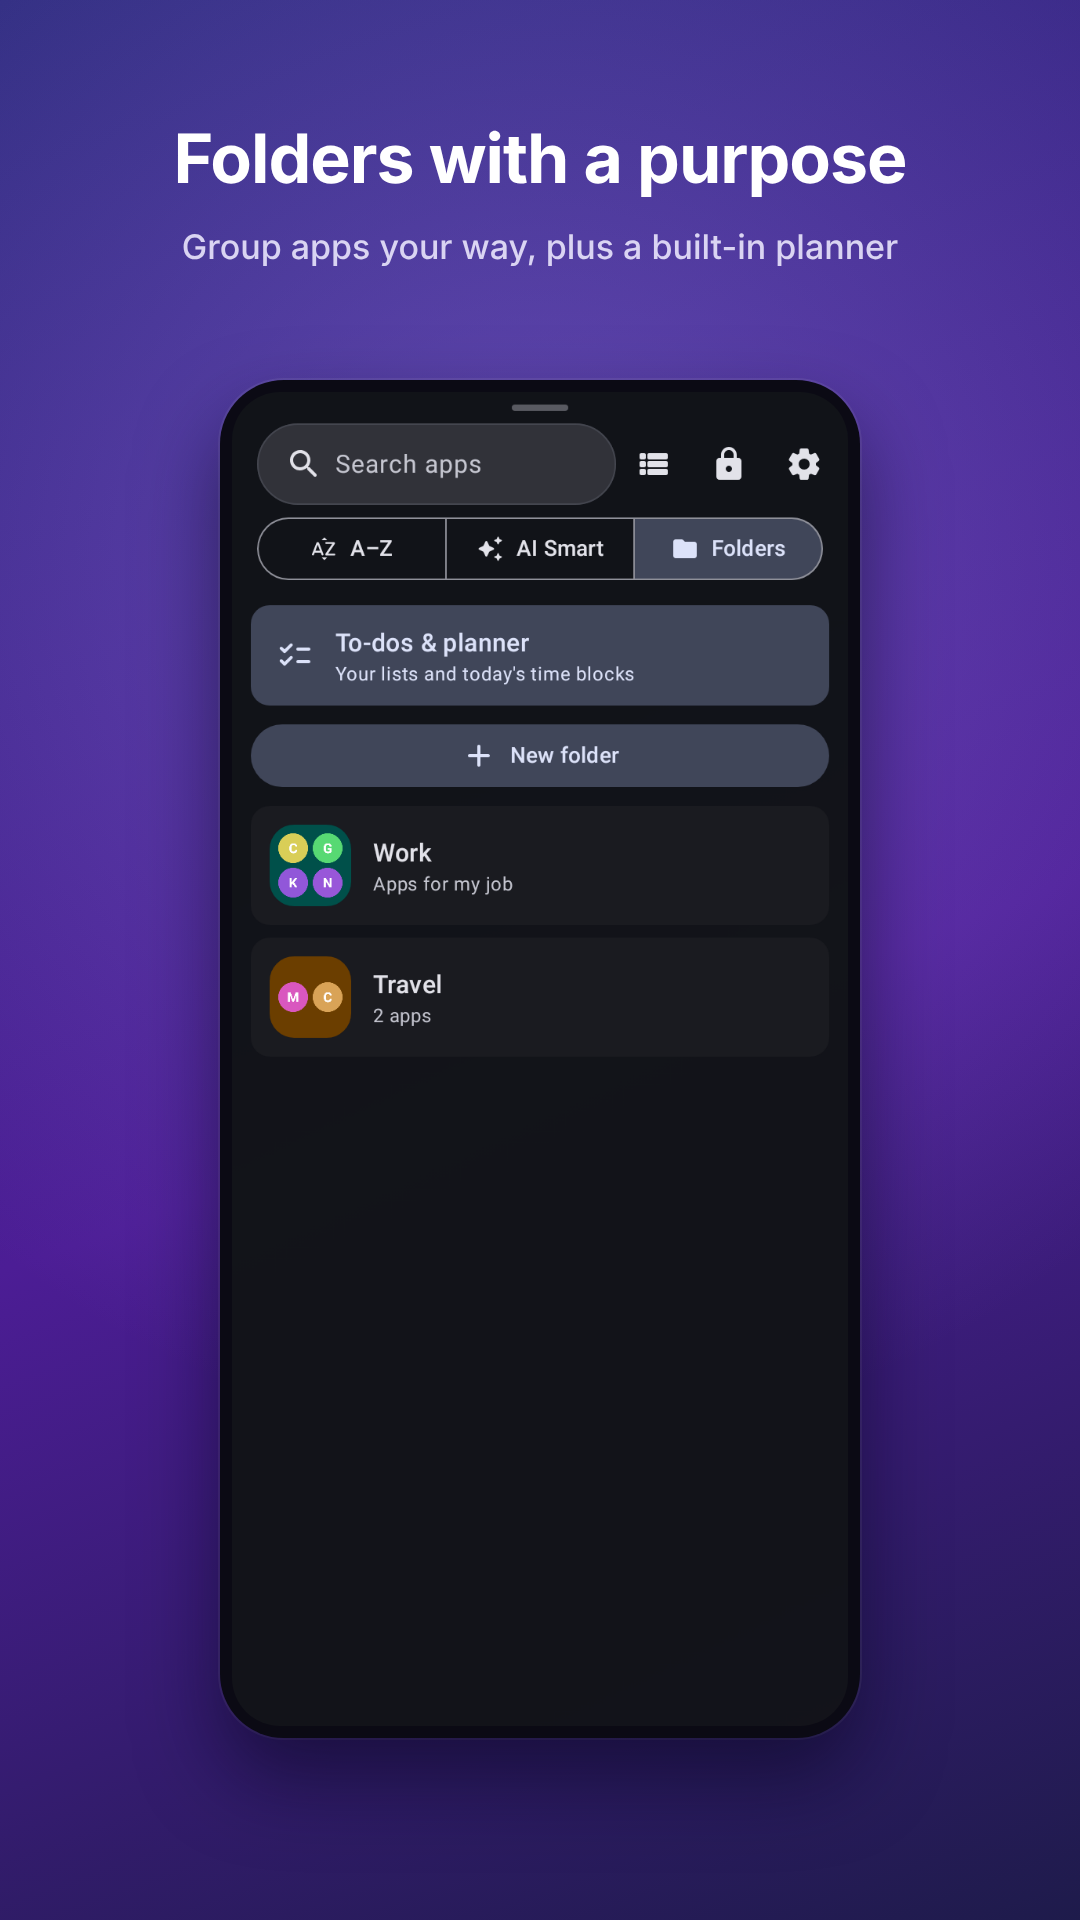 Folders with a purpose
Group apps your way, plus a built-in planner
Search apps
AZ A–Z
AI Smart
Folders
To-dos & planner
Your lists and today's time blocks
New folder
C G
K N
Work
Apps for my job
M C
Travel
2 apps